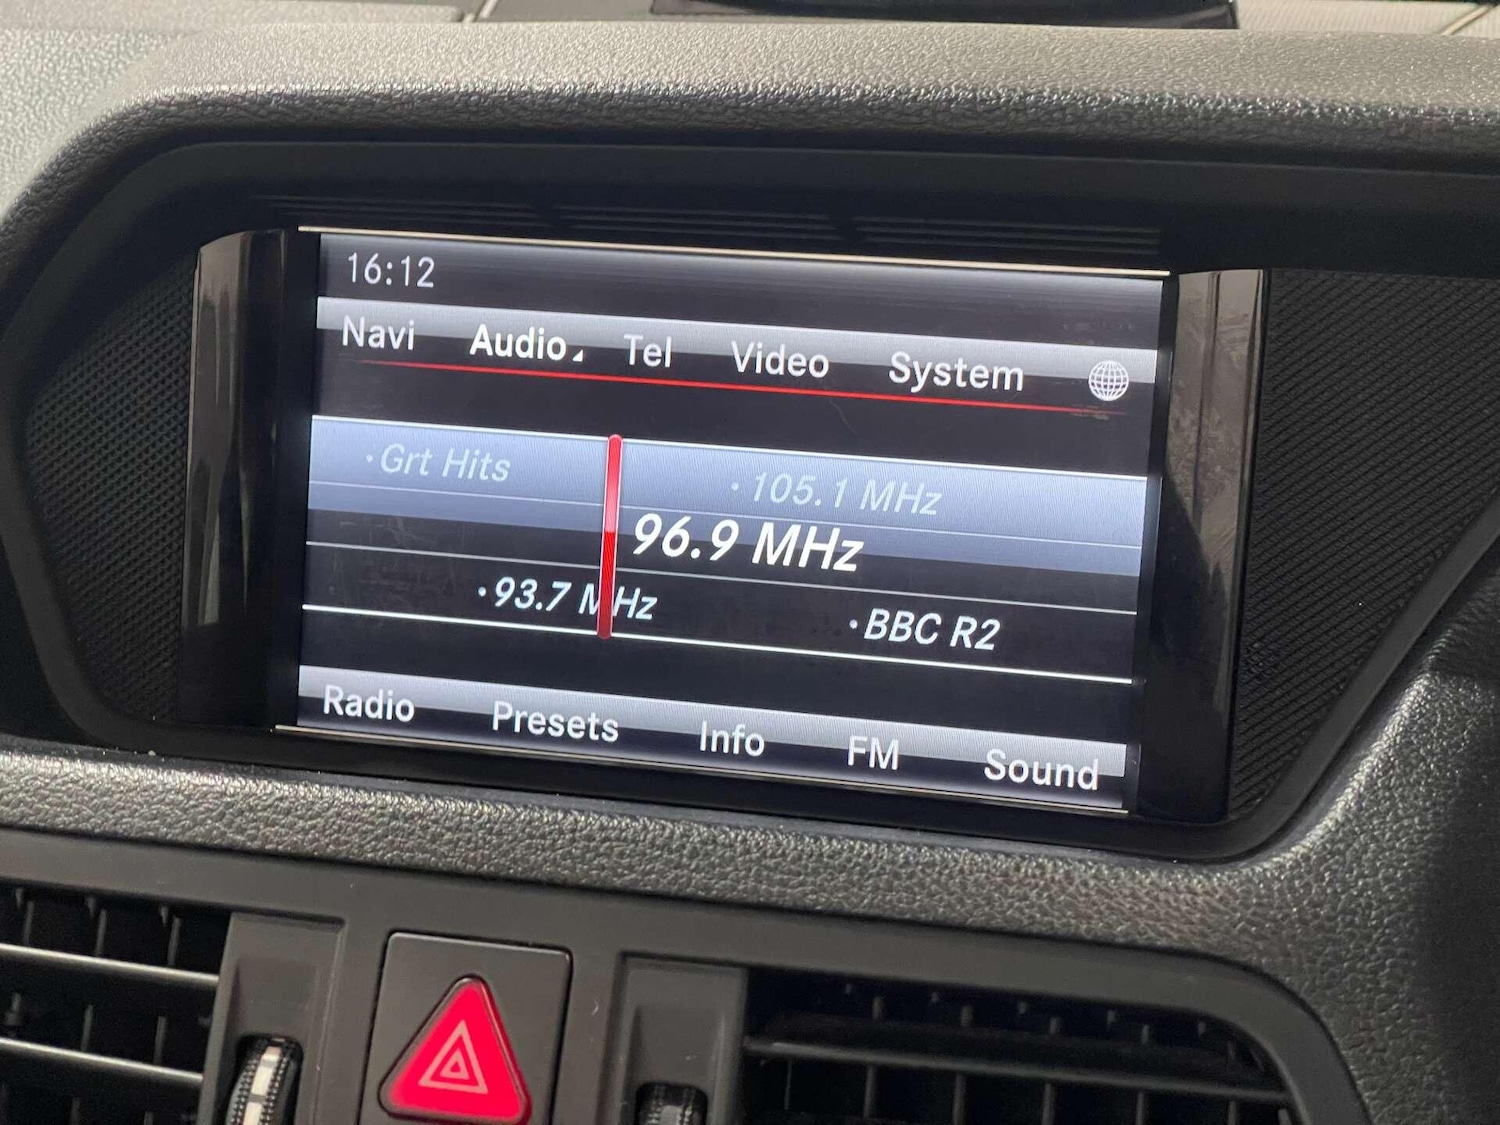 16:12
Navi Audio Tel Video System
·Grt Hits ·105.1 MHz
96.9 MHz
·93.7 MHz ·BBC R2
Radio Presets Info FM Sound